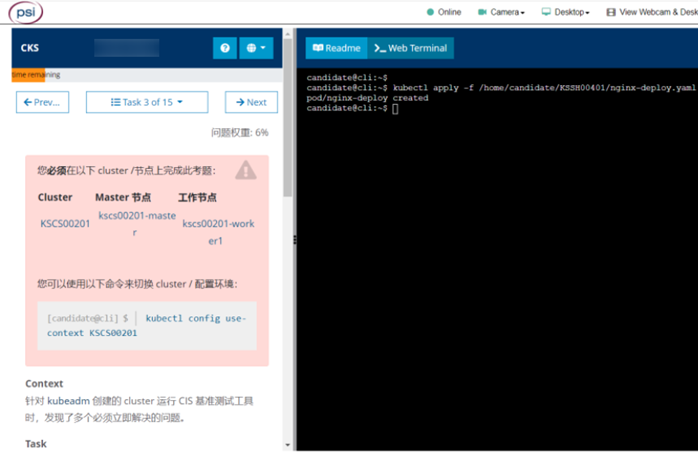 psi
Online
Camera
Desktop
View Webcam & Desk
CKS
time remaining
Prev...
Task 3 of 15
Next
问题权重: 6%
您必须在以下 cluster /节点上完成此考题:
Cluster Master 节点 工作节点
KSCS00201 kscs00201-master kscs00201-worker1
您可以使用以下命令来切换 cluster / 配置环境:
[candidate@cli] $ kubectl config use-
context KSCS00201
Context
针对 kubeadm 创建的 cluster 运行 CIS 基准测试工具
时，发现了多个必须立即解决的问题。
Task
Readme
Web Terminal
candidate@cli:~$
candidate@cli:~$ kubectl apply -f /home/candidate/KSSH00401/nginx-deploy.yaml
pod/nginx-deploy created
candidate@cli:~$